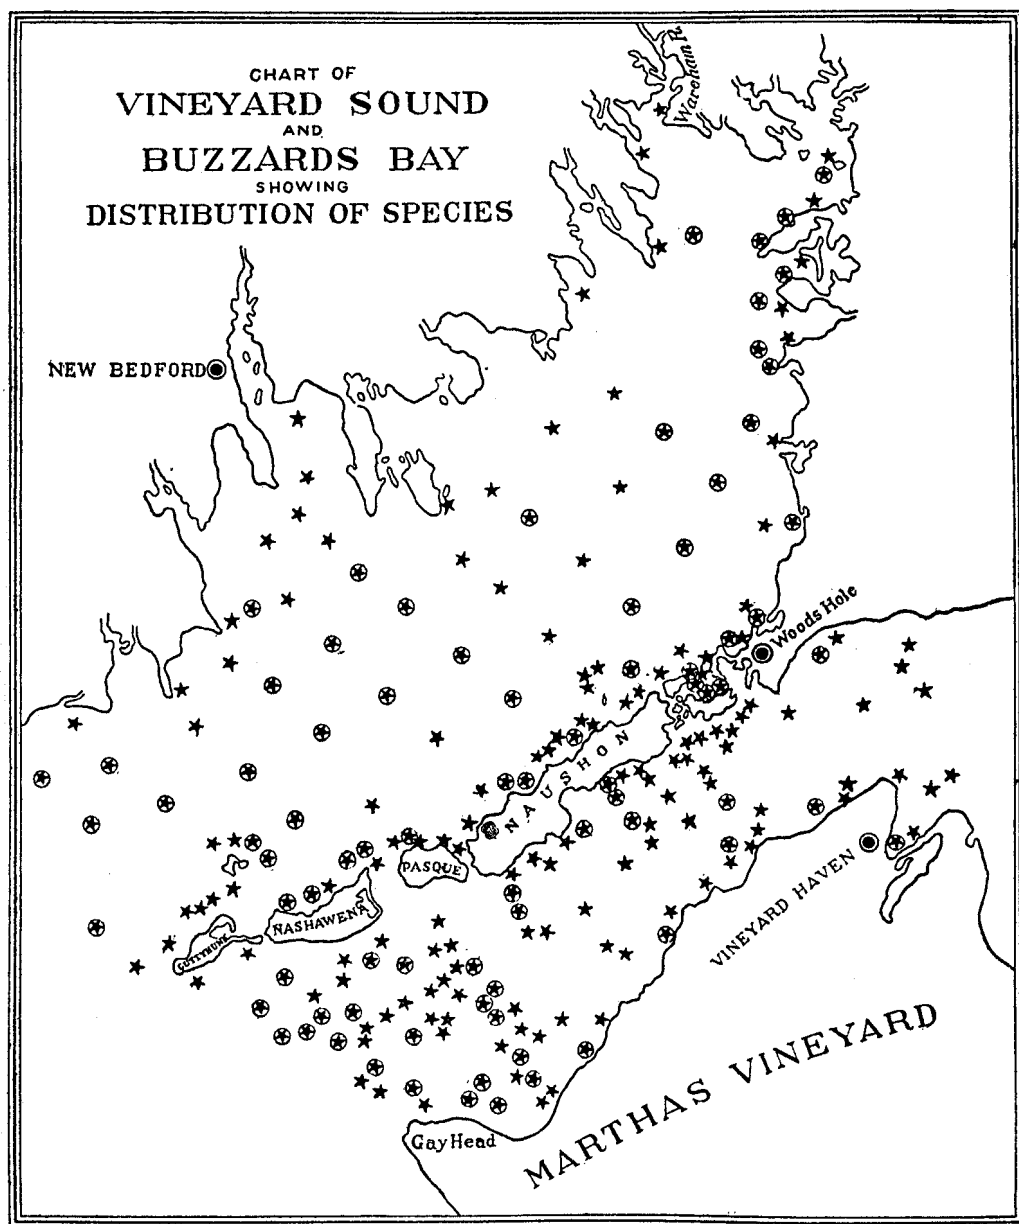 CHART OF
VINEYARD SOUND
AND
BUZZARDS BAY
SHOWING
DISTRIBUTION OF SPECIES
Wareham R.
NEW BEDFORD
Woods Hole
NAUSHON
PASQUE
NASHAWENA
CUTTYHUNK
VINEYARD HAVEN
MARTHAS VINEYARD
Gay Head